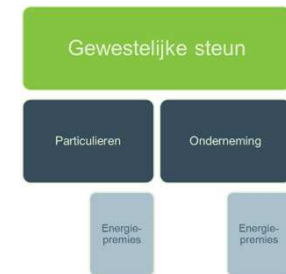 Gewestelijke steun
Particulieren
Onderneming
Energie-
premies
Energie-
premies